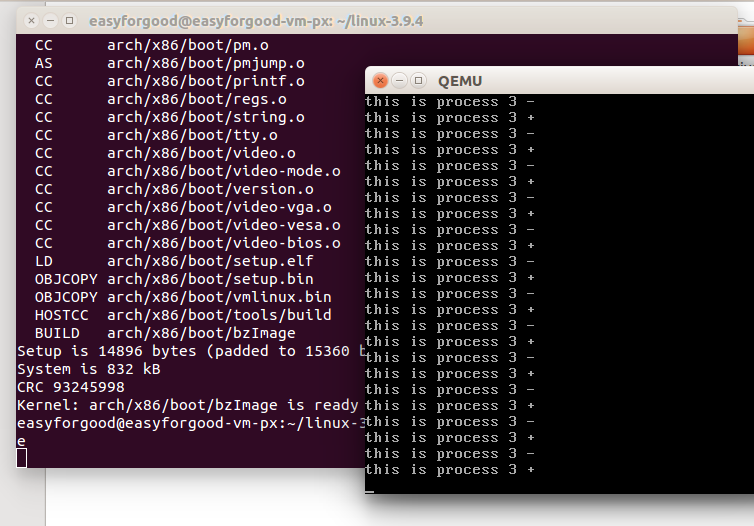 easyforgood@easyforgood-vm-px: ~/linux-3.9.4
CC arch/x86/boot/pm.o
AS arch/x86/boot/pmjump.o
CC arch/x86/boot/printf.o
CC arch/x86/boot/regs.o
CC arch/x86/boot/string.o
CC arch/x86/boot/tty.o
CC arch/x86/boot/video.o
CC arch/x86/boot/video-mode.o
CC arch/x86/boot/version.o
CC arch/x86/boot/video-vga.o
CC arch/x86/boot/video-vesa.o
CC arch/x86/boot/video-bios.o
LD arch/x86/boot/setup.elf
OBJCOPY arch/x86/boot/setup.bin
OBJCOPY arch/x86/boot/vmlinux.bin
HOSTCC arch/x86/boot/tools/build
BUILD arch/x86/boot/bzImage
Setup is 14896 bytes (padded to 15360 b
System is 832 kB
CRC 93245998
Kernel: arch/x86/boot/bzImage is ready
easyforgood@easyforgood-vm-px:~/linux-3
e
QEMU
this is process 3 -
this is process 3 +
this is process 3 -
this is process 3 +
this is process 3 -
this is process 3 +
this is process 3 -
this is process 3 +
this is process 3 -
this is process 3 +
this is process 3 -
this is process 3 +
this is process 3 -
this is process 3 +
this is process 3 -
this is process 3 +
this is process 3 -
this is process 3 +
this is process 3 -
this is process 3 +
this is process 3 -
this is process 3 +
this is process 3 -
this is process 3 +